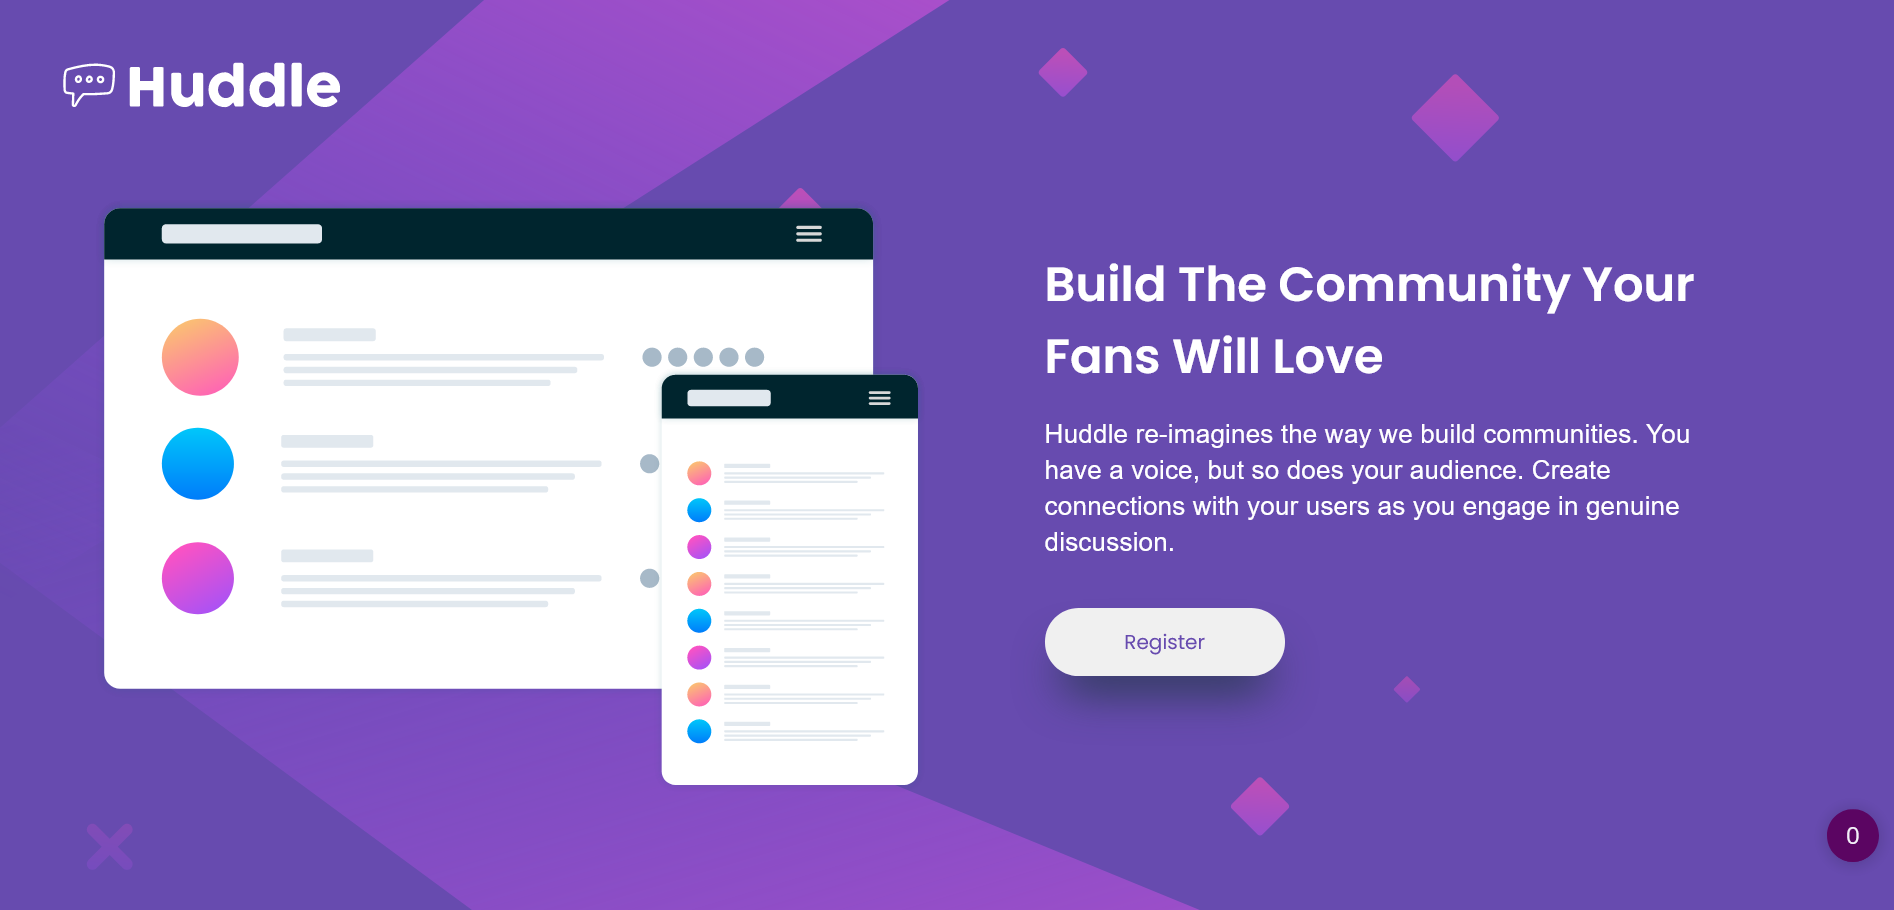 Huddle
Build The Community Your
Fans Will Love
Huddle re-imagines the way we build communities. You
have a voice, but so does your audience. Create
connections with your users as you engage in genuine
discussion.
Register
0